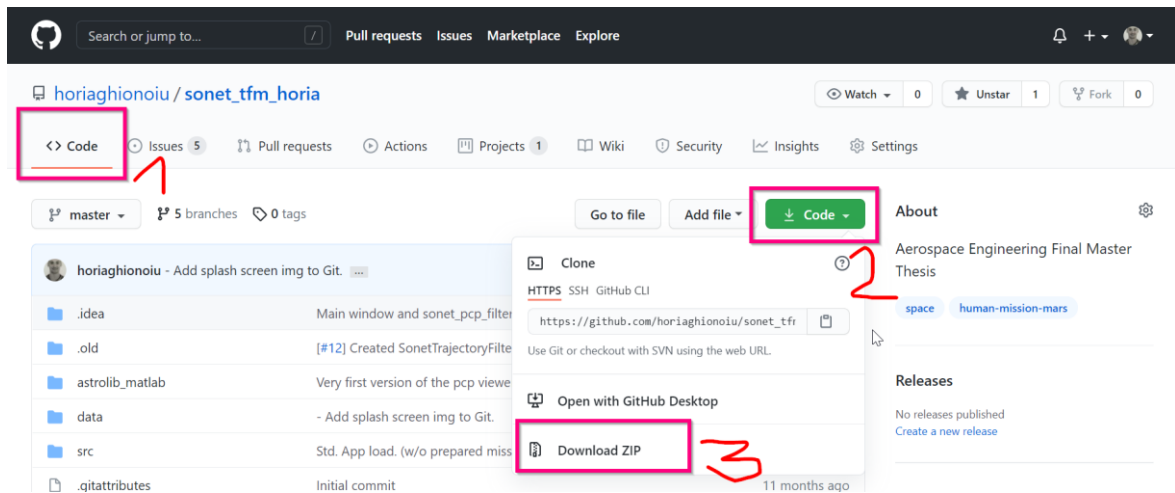 Search or jump to... /
Pull requests Issues Marketplace Explore
horiaghionoiu / sonet_tfm_horia
Watch 0 Unstar 1 Fork 0
<> Code Issues 5 Pull requests Actions Projects 1 Wiki Security Insights Settings
1
master 5 branches 0 tags Go to file Add file Code
2
horiaghionoiu - Add splash screen img to Git. ...
.idea Main window and sonet_pcp_filter
.old [#12] Created SonetTrajectoryFilte
astrolib_matlab Very first version of the pcp viewe
data - Add splash screen img to Git.
src Std. App load. (w/o prepared miss
.gitattributes Initial commit 11 months ago
Clone
HTTPS SSH GitHub CLI
https://github.com/horiaghionoiu/sonet_tfr
Use Git or checkout with SVN using the web URL.
Open with GitHub Desktop
Download ZIP
3
About
Aerospace Engineering Final Master
Thesis
space human-mission-mars
Releases
No releases published
Create a new release